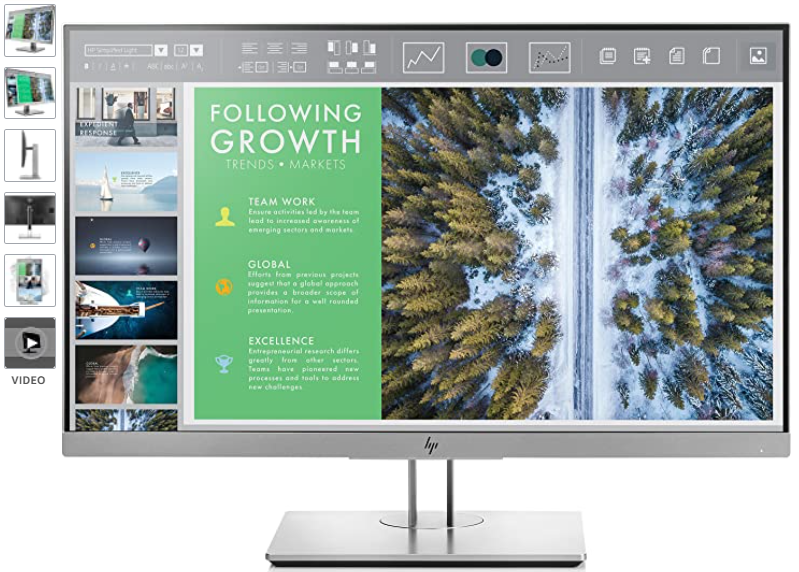 HP Simplified Light
12
FOLLOWING
GROWTH
TRENDS • MARKETS
TEAM WORK
Ensure activities led by the team
lead to increased awareness of
emerging sectors and markets.
GLOBAL
Efforts from previous projects
suggest that a global approach
provides a broader scope of
information for a well rounded
presentation.
EXCELLENCE
Entrepreneurial research differs
greatly from other sectors.
Teams have pioneered new
processes and tools to address
new challenges
EXPEDIENT
RESPONSE
TEAM WORK
hp
VIDEO